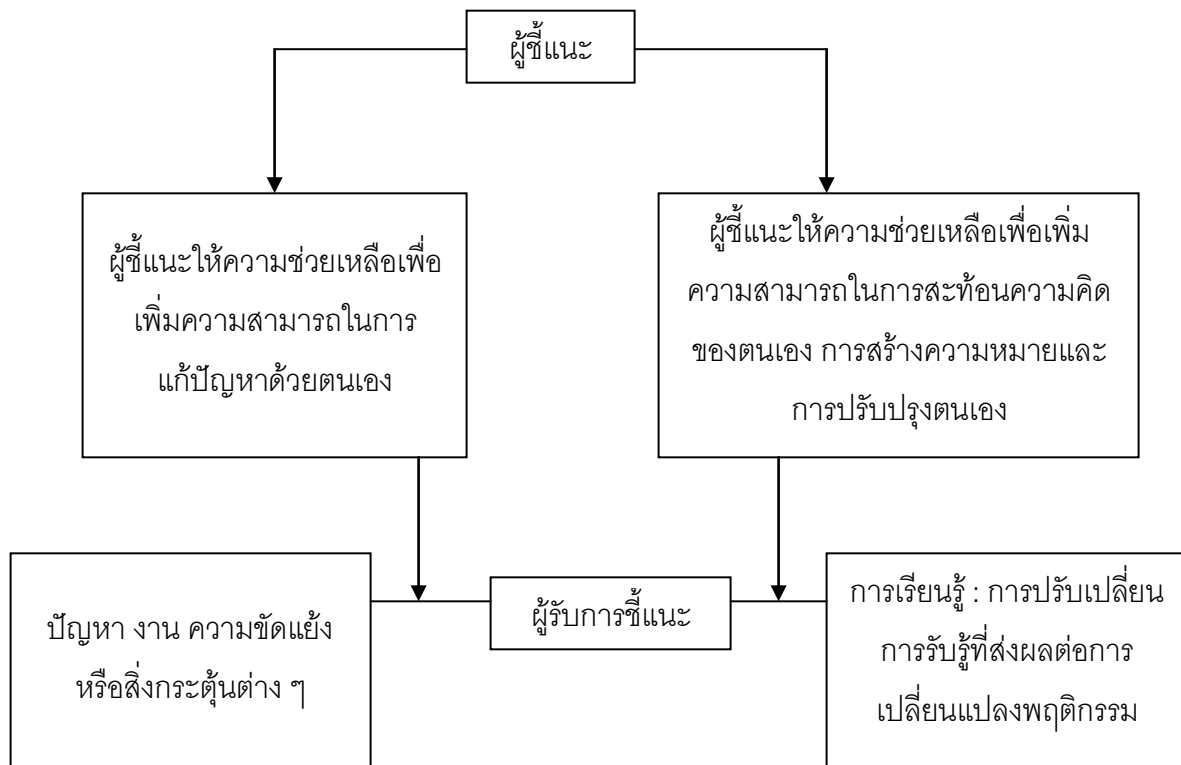 ผู้ชี้แนะ
ผู้ชี้แนะให้ความช่วยเหลือเพื่อ
เพิ่มความสามารถในการ
แก้ปัญหาด้วยตนเอง
ผู้ชี้แนะให้ความช่วยเหลือเพื่อเพิ่ม
ความสามารถในการสะท้อนความคิด
ของตนเอง การสร้างความหมายและ
การปรับปรุงตนเอง
ปัญหา งาน ความขัดแย้ง
หรือสิ่งกระตุ้นต่าง ๆ
ผู้รับการชี้แนะ
การเรียนรู้ : การปรับเปลี่ยน
การรับรู้ที่ส่งผลต่อการ
เปลี่ยนแปลงพฤติกรรม